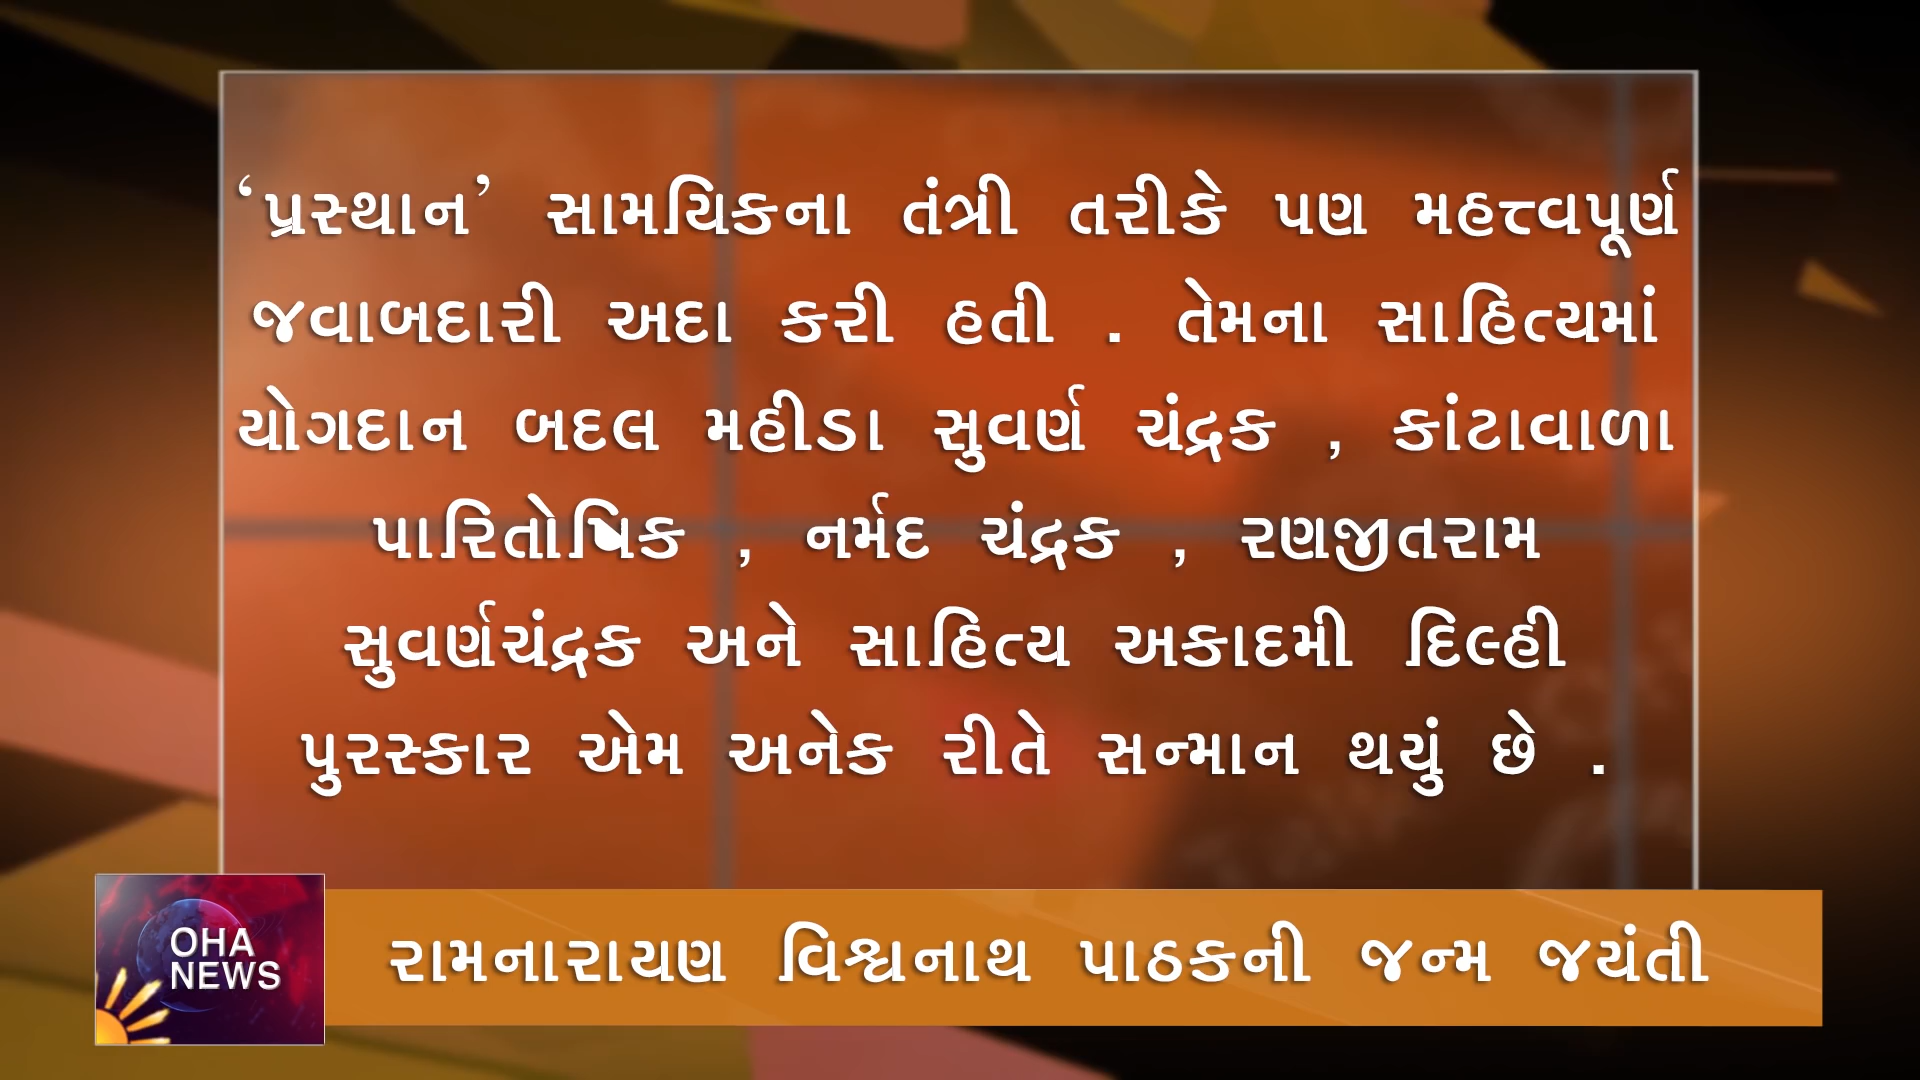 ‘પ્રસ્થાન’ સામયિકના તંત્રી તરીકે પણ મહત્ત્વપૂર્ણ
જવાબદારી અદા કરી હતી . તેમના સાહિત્યમાં
યોગદાન બદલ મહીડા સુવર્ણ ચંદ્રક , કાંટાવાળા
પારિતોષિક , નર્મદ ચંદ્રક , રણજીતરામ
સુવર્ણચંદ્રક અને સાહિત્ય અકાદમી દિલ્હી
પુરસ્કાર એમ અનેક રીતે સન્માન થયું છે .
OHA
NEWS
રામનારાયણ વિશ્વનાથ પાઠકની જન્મ જયંતી